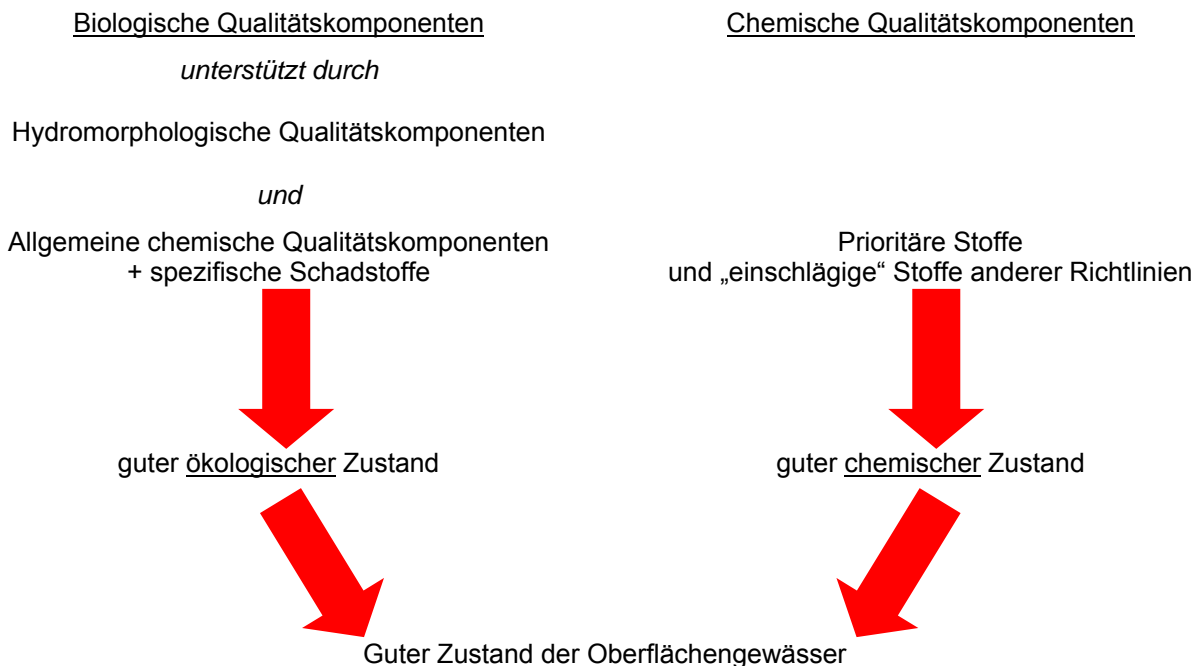 Biologische Qualitätskomponenten
unterstützt durch
Hydromorphologische Qualitätskomponenten
und
Allgemeine chemische Qualitätskomponenten
+ spezifische Schadstoffe
guter ökologischer Zustand
Chemische Qualitätskomponenten
Prioritäre Stoffe
und „einschlägige“ Stoffe anderer Richtlinien
guter chemischer Zustand
Guter Zustand der Oberflächengewässer